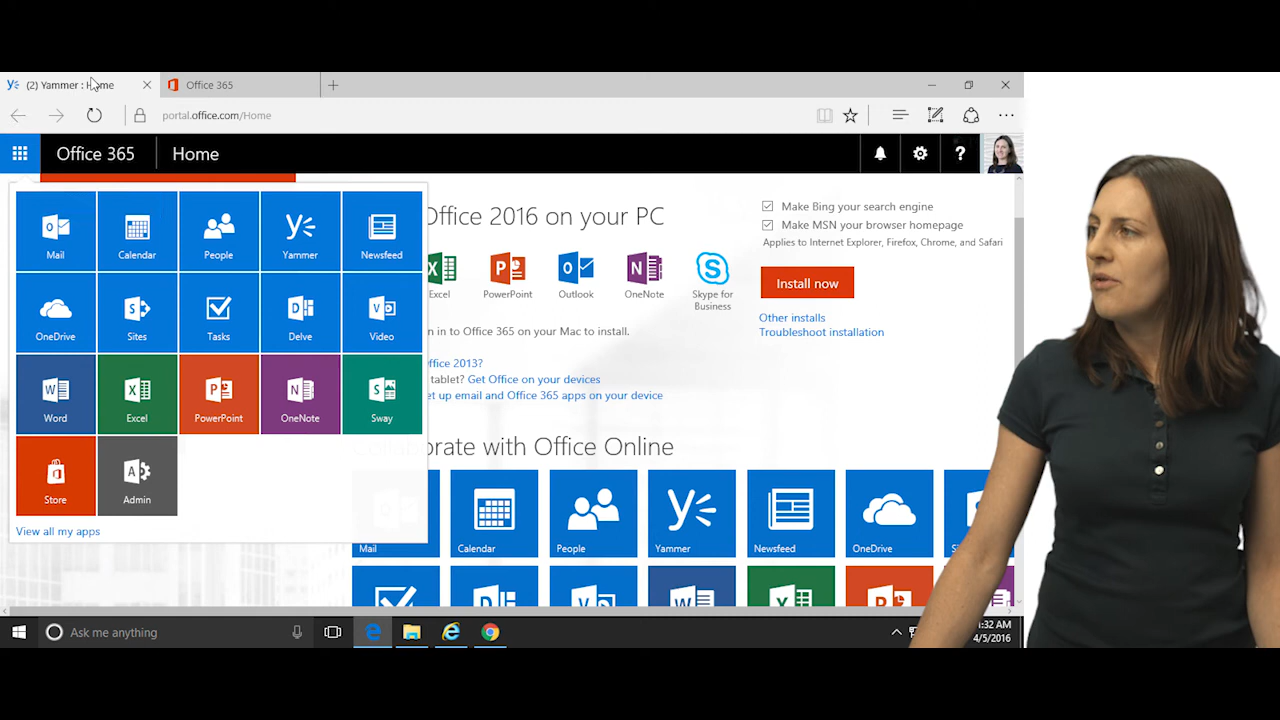 (2) Yammer : Home
Office 365
portal.office.com/Home
Office 365
Home
?
Mail
Calendar
People
Yammer
Newsfeed
OneDrive
Sites
Tasks
Delve
Video
Word
Excel
PowerPoint
OneNote
Sway
Store
Admin
View all my apps
Office 2016 on your PC
Excel
PowerPoint
Outlook
OneNote
Skype for
Business
in to Office 365 on your Mac to install.
ffice 2013?
tablet? Get Office on your devices
et up email and Office 365 apps on your device
Make Bing your search engine
Make MSN your browser homepage
Applies to Internet Explorer, Firefox, Chrome, and Safari
Install now
Other installs
Troubleshoot installation
orate with Office Online
Mail
Calendar
People
Yammer
Newsfeed
OneDrive
Ask me anything
:32 AM
4/5/2016